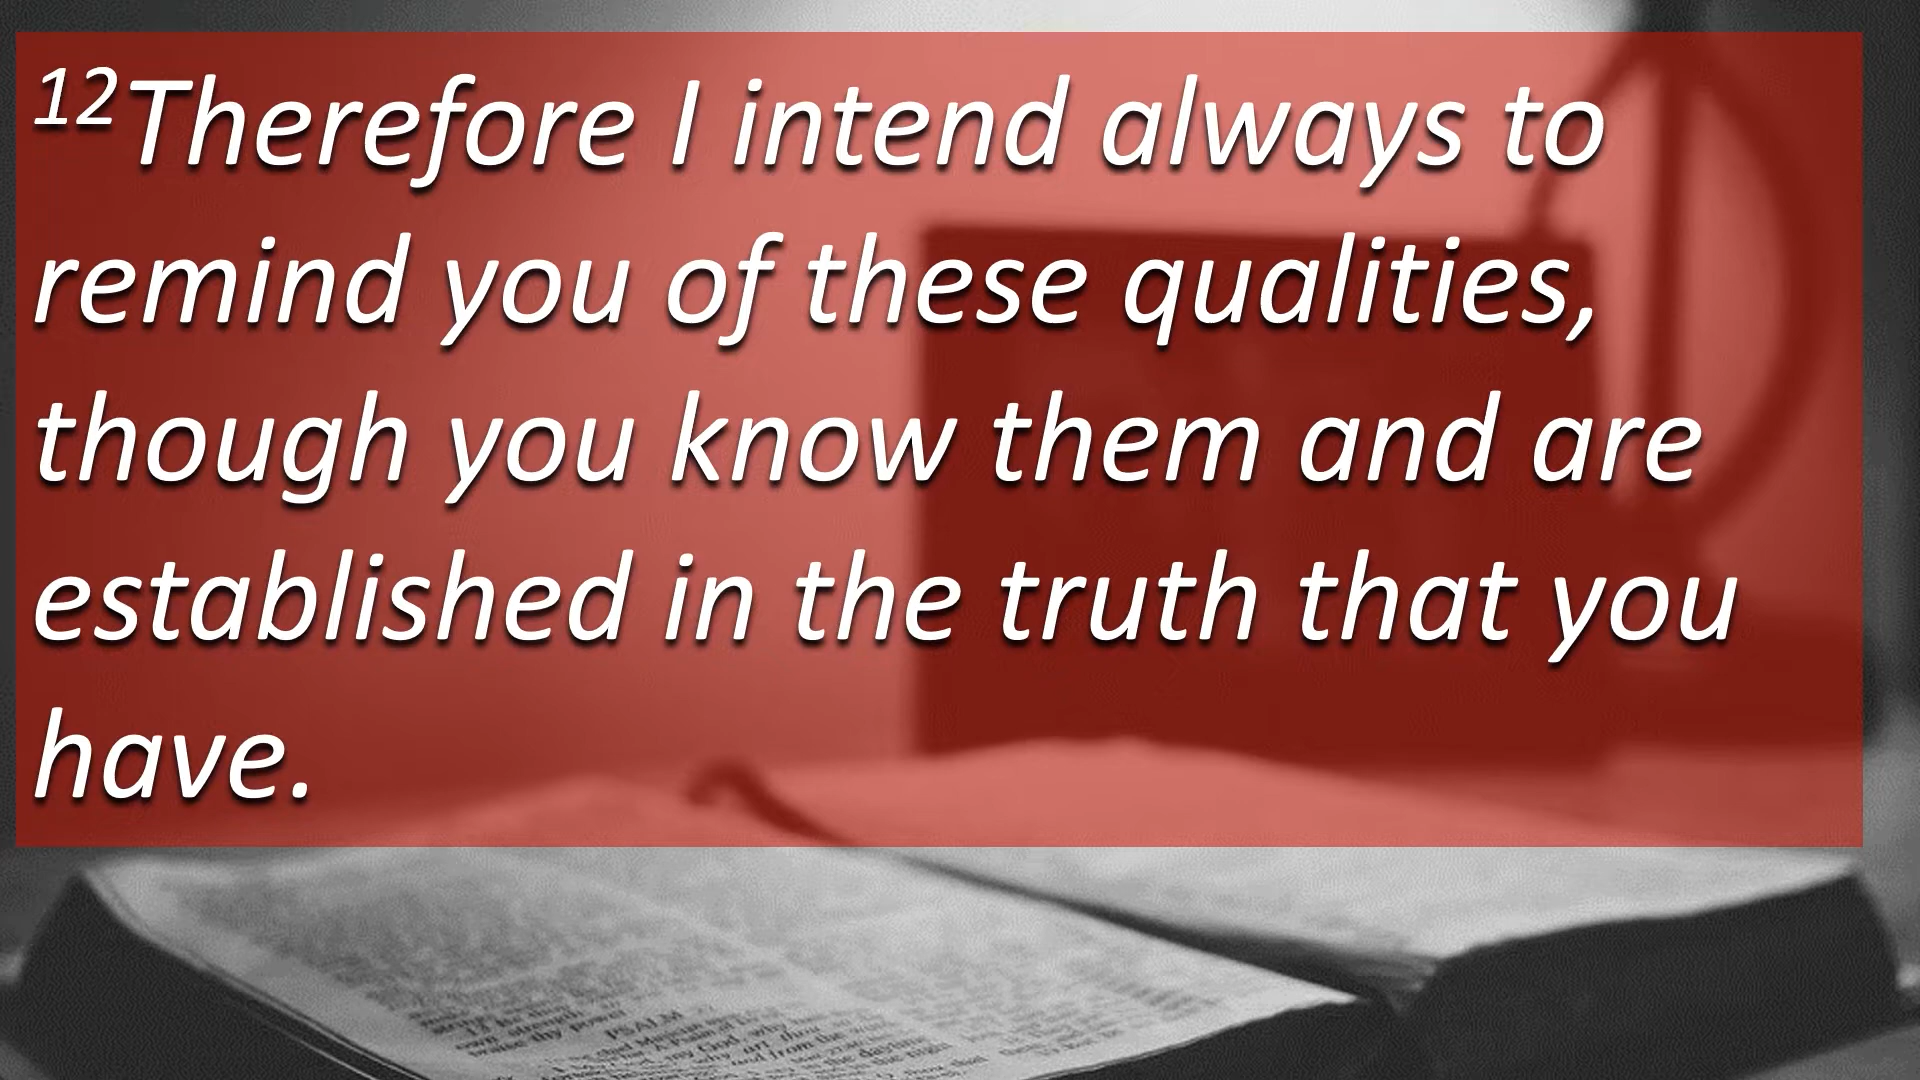 12Therefore I intend always to
remind you of these qualities,
though you know them and are
established in the truth that you
have.
PSALM